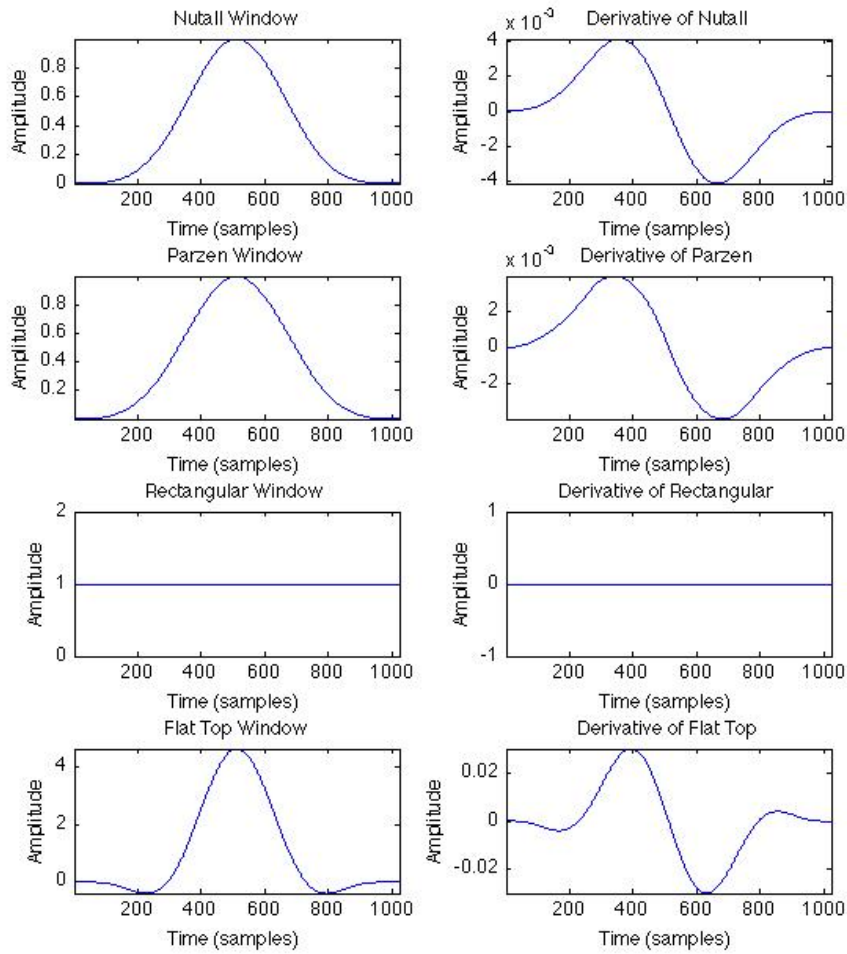 Nutall Window
Amplitude
0.8
0.6
0.4
0.2
0
200 400 600 800 1000
Time (samples)
x 10^-3
Derivative of Nutall
Amplitude
4
2
0
-2
-4
200 400 600 800 1000
Time (samples)
Parzen Window
Amplitude
0.8
0.6
0.4
0.2
200 400 600 800 1000
Time (samples)
x 10^-3
Derivative of Parzen
Amplitude
2
0
-2
200 400 600 800 1000
Time (samples)
Rectangular Window
Amplitude
2
1
0
200 400 600 800 1000
Time (samples)
Derivative of Rectangular
Amplitude
1
0
-1
200 400 600 800 1000
Time (samples)
Flat Top Window
Amplitude
4
2
0
200 400 600 800 1000
Time (samples)
Derivative of Flat Top
Amplitude
0.02
0
-0.02
200 400 600 800 1000
Time (samples)